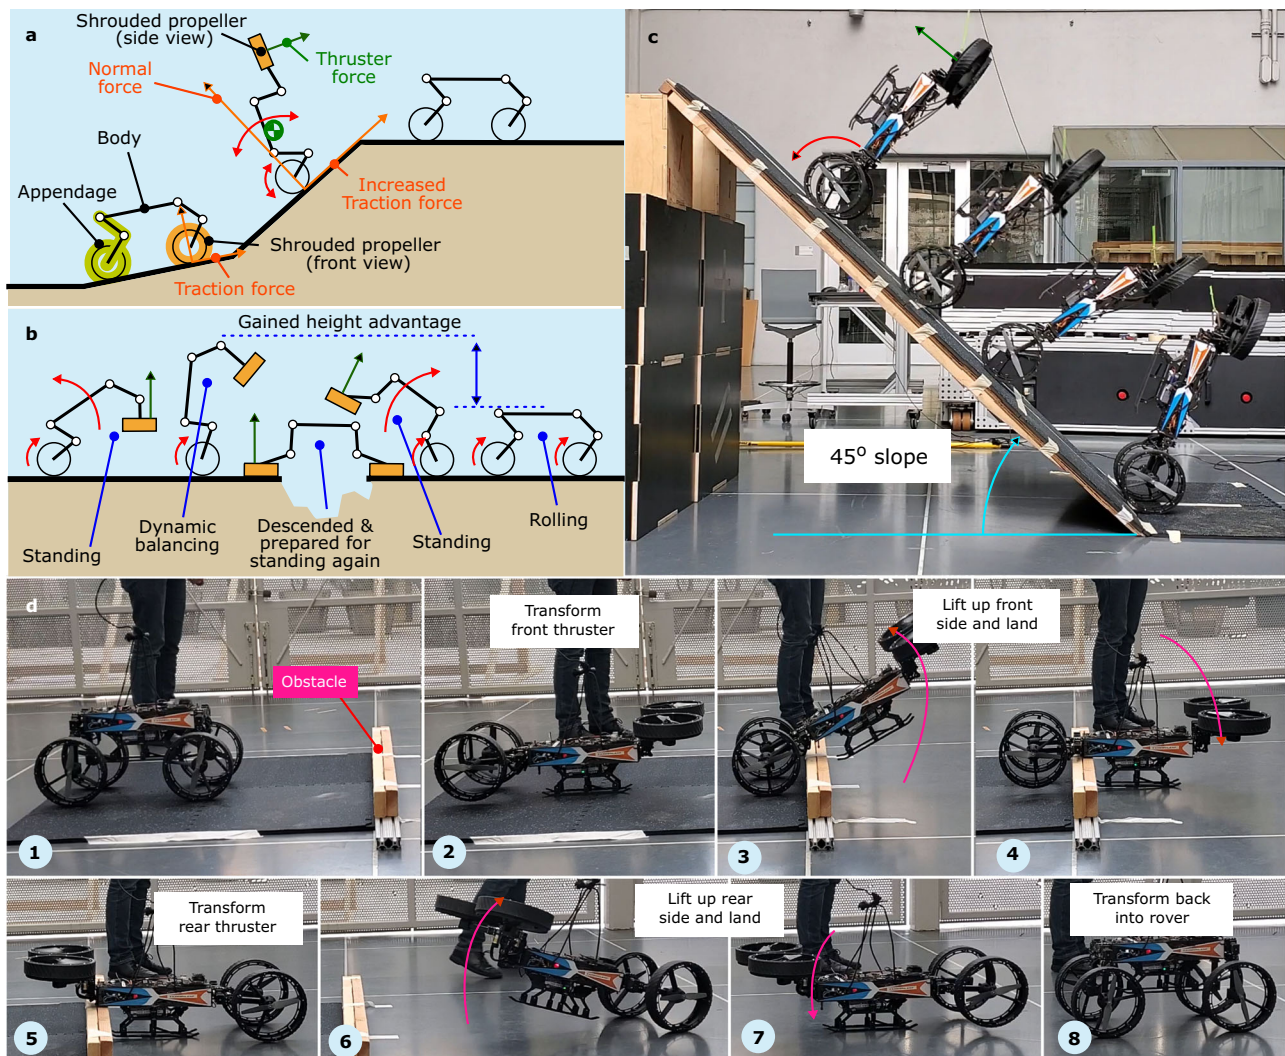 a
Shrouded propeller
(side view)
Thruster
force
Normal
force
Body
Appendage
Increased
Traction force
Shrouded propeller
(front view)
Traction force
b
Gained height advantage
Standing
Dynamic
balancing
Descended &
prepared for
standing again
Standing
Rolling
c
45o slope
d
Obstacle
1
Transform
front thruster
2
Lift up front
side and land
3
4
Transform
rear thruster
5
Lift up rear
side and land
6
7
Transform back
into rover
8